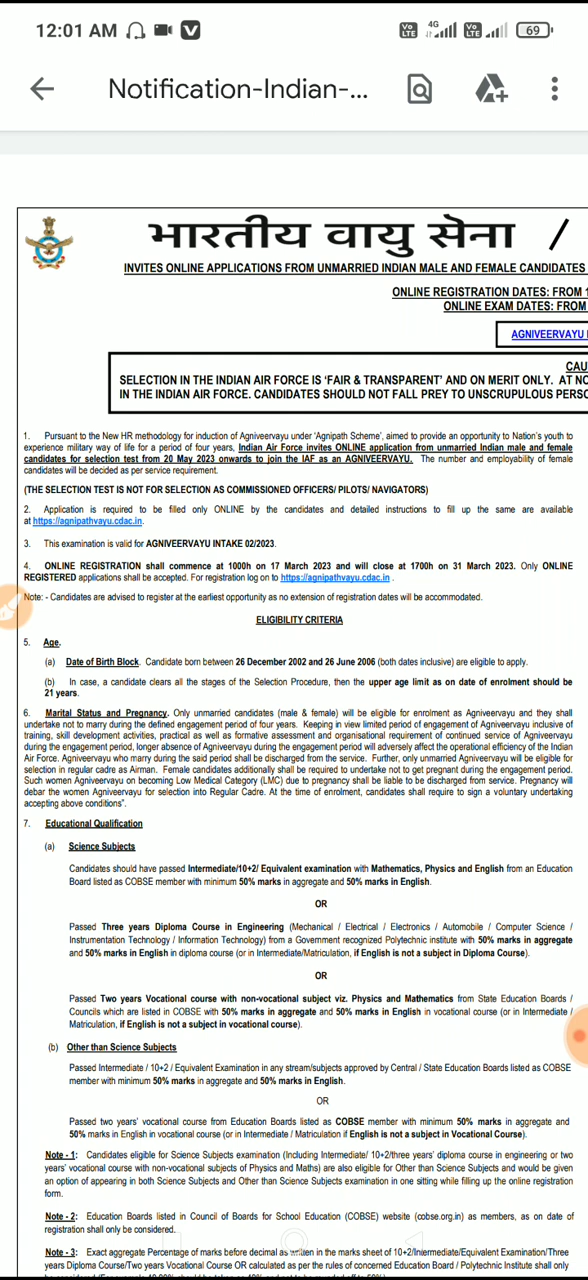 12:01 AM
Vo LTE 4G Vo LTE 69
Notification-Indian-...
भारतीय वायु सेना /
INVITES ONLINE APPLICATIONS FROM UNMARRIED INDIAN MALE AND FEMALE CANDIDATES
ONLINE REGISTRATION DATES: FROM 1
ONLINE EXAM DATES: FROM
AGNIVEERVAYU
CAU
SELECTION IN THE INDIAN AIR FORCE IS 'FAIR & TRANSPARENT' AND ON MERIT ONLY. AT NO
IN THE INDIAN AIR FORCE. CANDIDATES SHOULD NOT FALL PREY TO UNSCRUPULOUS PERSO
1. Pursuant to the New HR methodology for induction of Agniveervayu under 'Agnipath Scheme', aimed to provide an opportunity to Nation's youth to
experience military way of life for a period of four years, Indian Air Force invites ONLINE application from unmarried Indian male and female
candidates for selection test from 20 May 2023 onwards to join the IAF as an AGNIVEERVAYU. The number and employability of female
candidates will be decided as per service requirement.
(THE SELECTION TEST IS NOT FOR SELECTION AS COMMISSIONED OFFICERS/ PILOTS/ NAVIGATORS)
2. Application is required to be filled only ONLINE by the candidates and detailed instructions to fill up the same are available
at https://agnipathvayu.cdac.in.
3. This examination is valid for AGNIVEERVAYU INTAKE 02/2023.
4. ONLINE REGISTRATION shall commence at 1000h on 17 March 2023 and will close at 1700h on 31 March 2023. Only ONLINE
REGISTERED applications shall be accepted. For registration log on to https://agnipathvayu.cdac.in .
Note: - Candidates are advised to register at the earliest opportunity as no extension of registration dates will be accommodated.
ELIGIBILITY CRITERIA
5. Age.
(a) Date of Birth Block. Candidate born between 26 December 2002 and 26 June 2006 (both dates inclusive) are eligible to apply.
(b) In case, a candidate clears all the stages of the Selection Procedure, then the upper age limit as on date of enrolment should be
21 years.
6. Marital Status and Pregnancy. Only unmarried candidates (male & female) will be eligible for enrolment as Agniveervayu and they shall
undertake not to marry during the defined engagement period of four years. Keeping in view limited period of engagement of Agniveervayu inclusive of
training, skill development activities, practical as well as formative assessment and organisational requirement of continued service of Agniveervayu
during the engagement period, longer absence of Agniveervayu during the engagement period will adversely affect the operational efficiency of the Indian
Air Force. Agniveervayu who marry during the said period shall be discharged from the service. Further, only unmarried Agniveervayu will be eligible for
selection in regular cadre as Airman. Female candidates additionally shall be required to undertake not to get pregnant during the engagement period.
Such women Agniveervayu on becoming Low Medical Category (LMC) due to pregnancy shall be liable to be discharged from service. Pregnancy will
debar the women Agniveervayu for selection into Regular Cadre. At the time of enrolment, candidates shall require to sign a voluntary undertaking
accepting above conditions".
7. Educational Qualification
(a) Science Subjects
Candidates should have passed Intermediate/10+2/ Equivalent examination with Mathematics, Physics and English from an Education
Board listed as COBSE member with minimum 50% marks in aggregate and 50% marks in English.
OR
Passed Three years Diploma Course in Engineering (Mechanical / Electrical / Electronics / Automobile / Computer Science /
Instrumentation Technology / Information Technology) from a Government recognized Polytechnic institute with 50% marks in aggregate
and 50% marks in English in diploma course (or in Intermediate/Matriculation, if English is not a subject in Diploma Course).
OR
Passed Two years Vocational course with non-vocational subject viz. Physics and Mathematics from State Education Boards /
Councils which are listed in COBSE with 50% marks in aggregate and 50% marks in English in vocational course (or in Intermediate /
Matriculation, if English is not a subject in vocational course).
(b) Other than Science Subjects
Passed Intermediate / 10+2 / Equivalent Examination in any stream/subjects approved by Central / State Education Boards listed as COBSE
member with minimum 50% marks in aggregate and 50% marks in English.
OR
Passed two years' vocational course from Education Boards listed as COBSE member with minimum 50% marks in aggregate and
50% marks in English in vocational course (or in Intermediate / Matriculation if English is not a subject in Vocational Course).
Note - 1: Candidates eligible for Science Subjects examination (Including Intermediate/ 10+2/three years' diploma course in engineering or two
years' vocational course with non-vocational subjects of Physics and Maths) are also eligible for Other than Science Subjects and would be given
an option of appearing in both Science Subjects and Other than Science Subjects examination in one sitting while filling up the online registration
form.
Note - 2: Education Boards listed in Council of Boards for School Education (COBSE) website (cobse.org.in) as members, as on date of
registration shall only be considered.
Note - 3: Exact aggregate Percentage of marks before decimal as written in the marks sheet of 10+2/Intermediate/Equivalent Examination/Three
years Diploma Course/Two years Vocational Course OR calculated as per the rules of concerned Education Board / Polytechnic Institute shall only